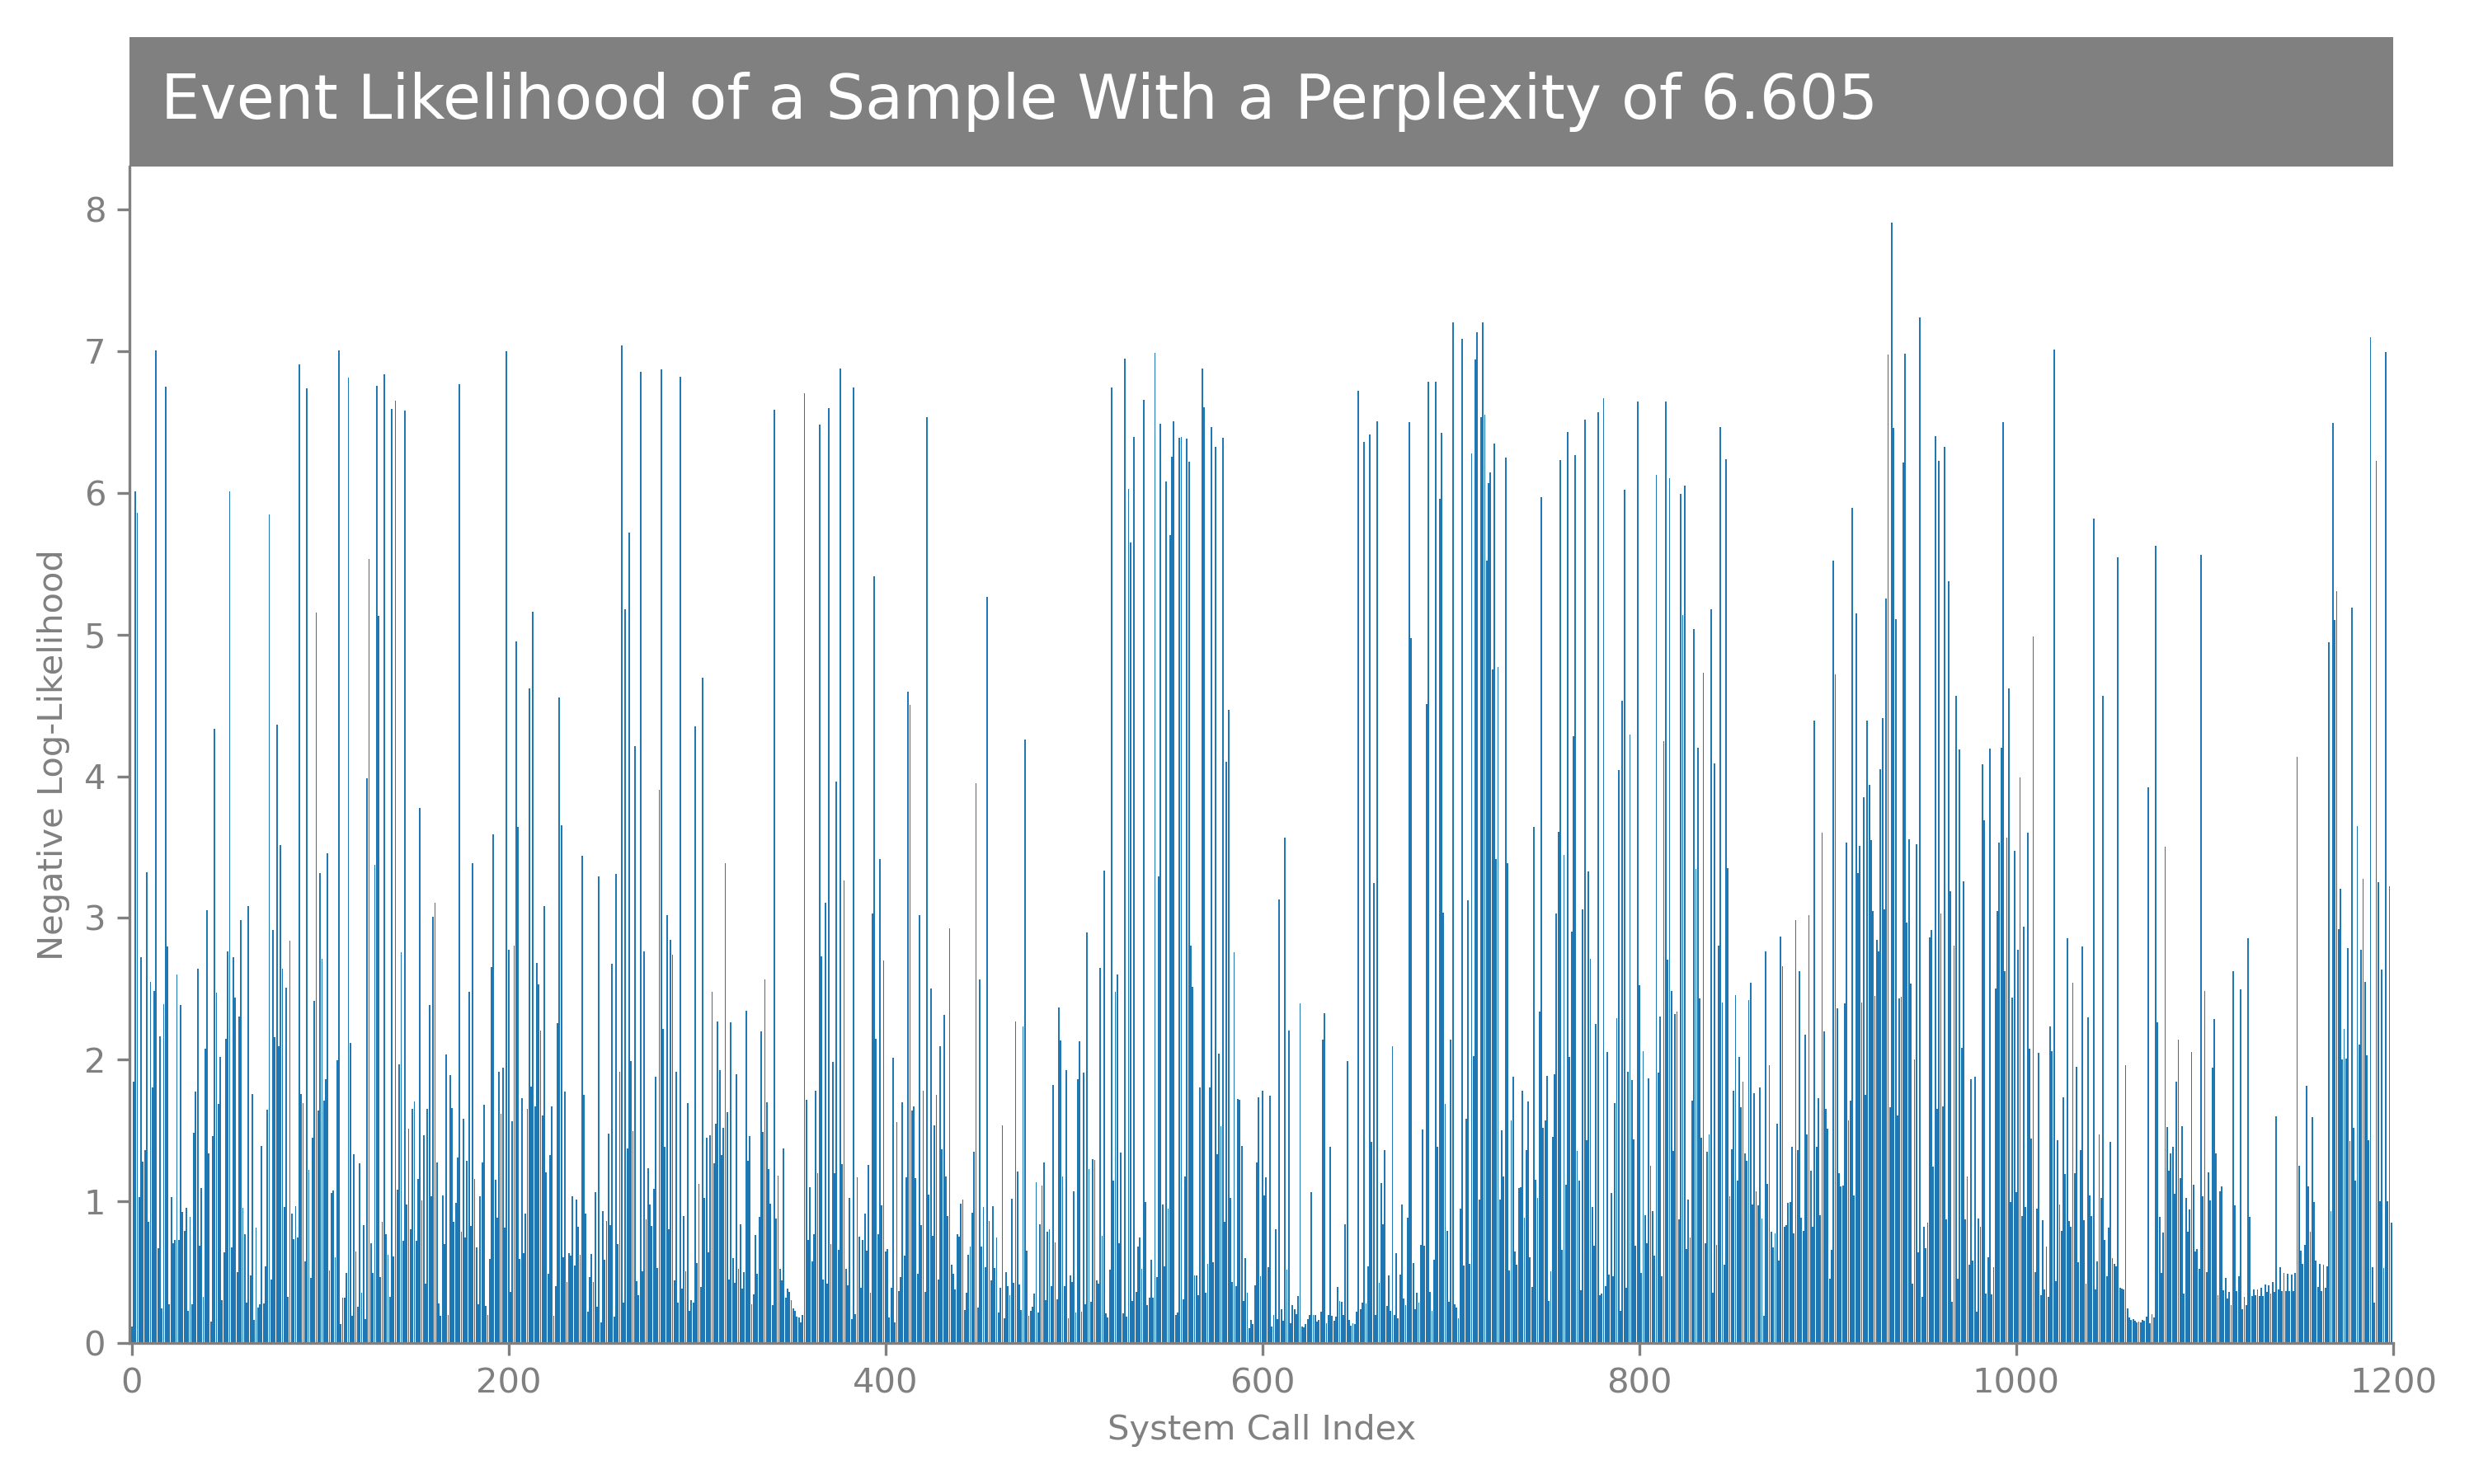 Event Likelihood of a Sample With a Perplexity of 6.605
8
7
6
5
4
3
2
1
0
Negative Log-Likelihood
0 200 400 600 800 1000 1200
System Call Index